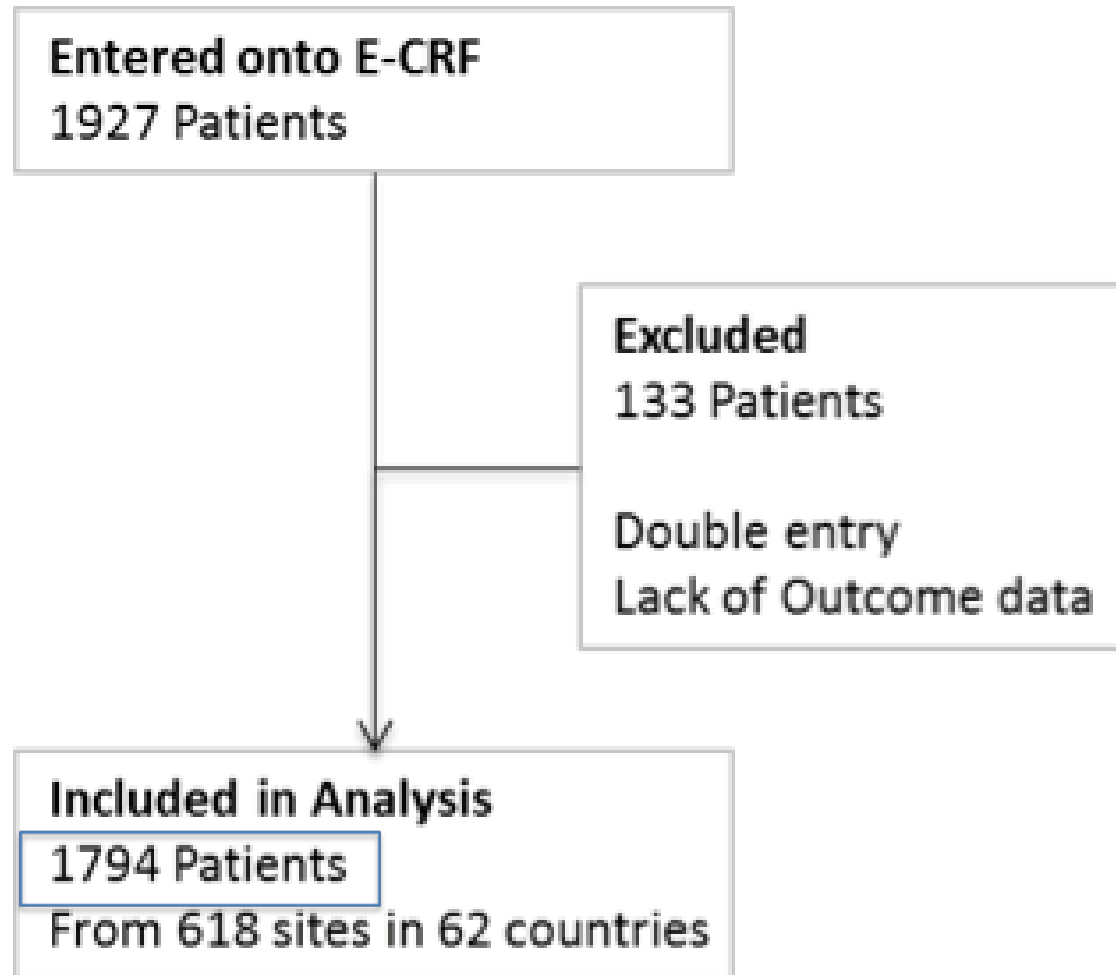 Entered onto E-CRF
1927 Patients
Excluded
133 Patients
Double entry
Lack of Outcome data
Included in Analysis
1794 Patients
From 618 sites in 62 countries